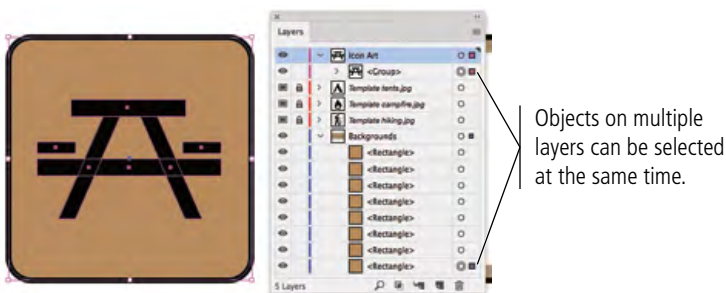 Layers
Icon Art
<Group>
Template tents.jpg
Template campfire.jpg
Template hiking.jpg
Backgrounds
<Rectangle>
<Rectangle>
<Rectangle>
<Rectangle>
<Rectangle>
<Rectangle>
<Rectangle>
<Rectangle>
5 Layers
Objects on multiple
layers can be selected
at the same time.